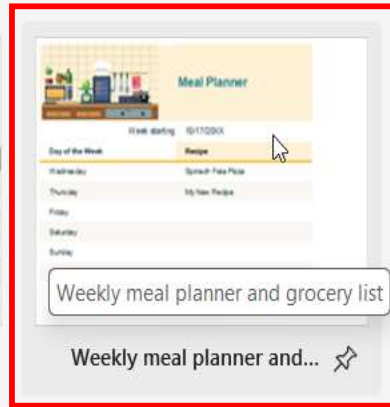 Meal Planner
Week starting 10/17/20XX
Day of the Week Recipe
Wednesday Spinach Feta Pizza
Thursday My New Recipe
Friday
Saturday
Sunday
Weekly meal planner and grocery list
Weekly meal planner and...